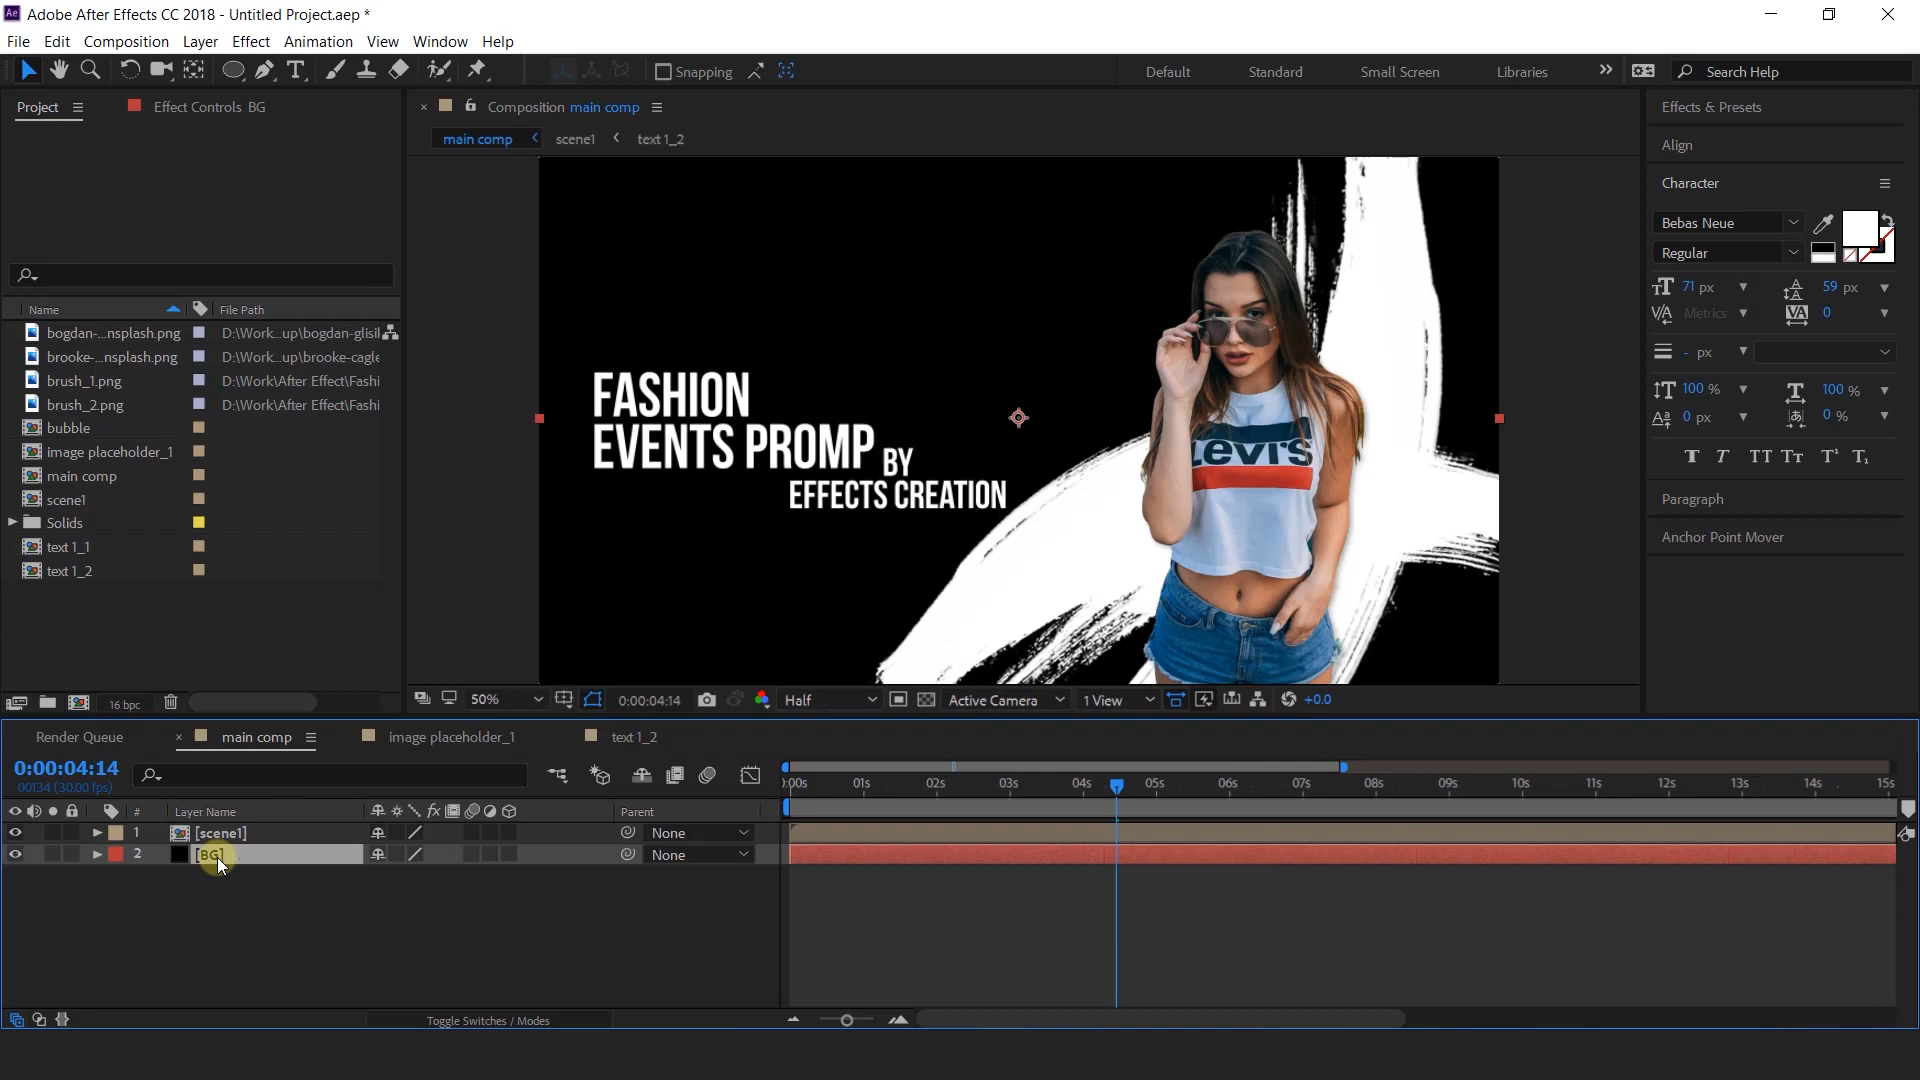 Adobe After Effects CC 2018 - Untitled Project.aep *
File Edit Composition Layer Effect Animation View Window Help
Snapping Default Standard Small Screen Libraries Search Help
Project Effect Controls BG
Composition main comp
main comp scene1 text 1_2
Effects & Presets
Align
Character
Bebas Neue
Regular
71 px 59 px
Metrics 0
- px
100 % 100 %
0 px 0 %
Paragraph
Anchor Point Mover
Name File Path
bogdan-...nsplash.png D:\Work...up\bogdan-glisil
brooke-...nsplash.png D:\Work...up\brooke-cagle
brush_1.png D:\Work\After Effect\Fashi
brush_2.png D:\Work\After Effect\Fashi
bubble
image placeholder_1
main comp
scene1
Solids
text 1_1
text 1_2
16 bpc
FASHION
EVENTS PROMP BY
EFFECTS CREATION
Levi's
50% 0:00:04:14 Half Active Camera 1 View +0.0
Render Queue main comp image placeholder_1 text 1_2
0:00:04:14
00134 (30.00 fps)
):00s 01s 02s 03s 04s 05s 06s 07s 08s 09s 10s 11s 12s 13s 14s 15s
# Layer Name Parent
1 [scene1] None
2 [BG] None
Toggle Switches / Modes